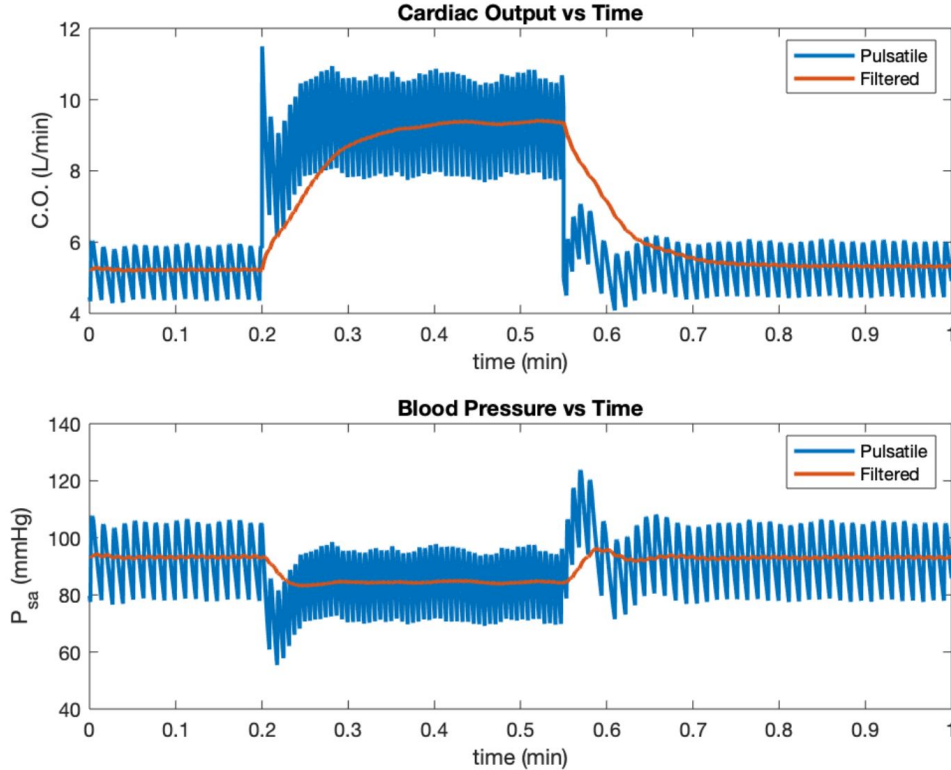 Cardiac Output vs Time
12
10
8
6
4
C.O. (L/min)
Pulsatile
Filtered
0 0.1 0.2 0.3 0.4 0.5 0.6 0.7 0.8 0.9 1
time (min)
Blood Pressure vs Time
140
120
100
80
60
40
P sa (mmHg)
Pulsatile
Filtered
0 0.1 0.2 0.3 0.4 0.5 0.6 0.7 0.8 0.9 1
time (min)